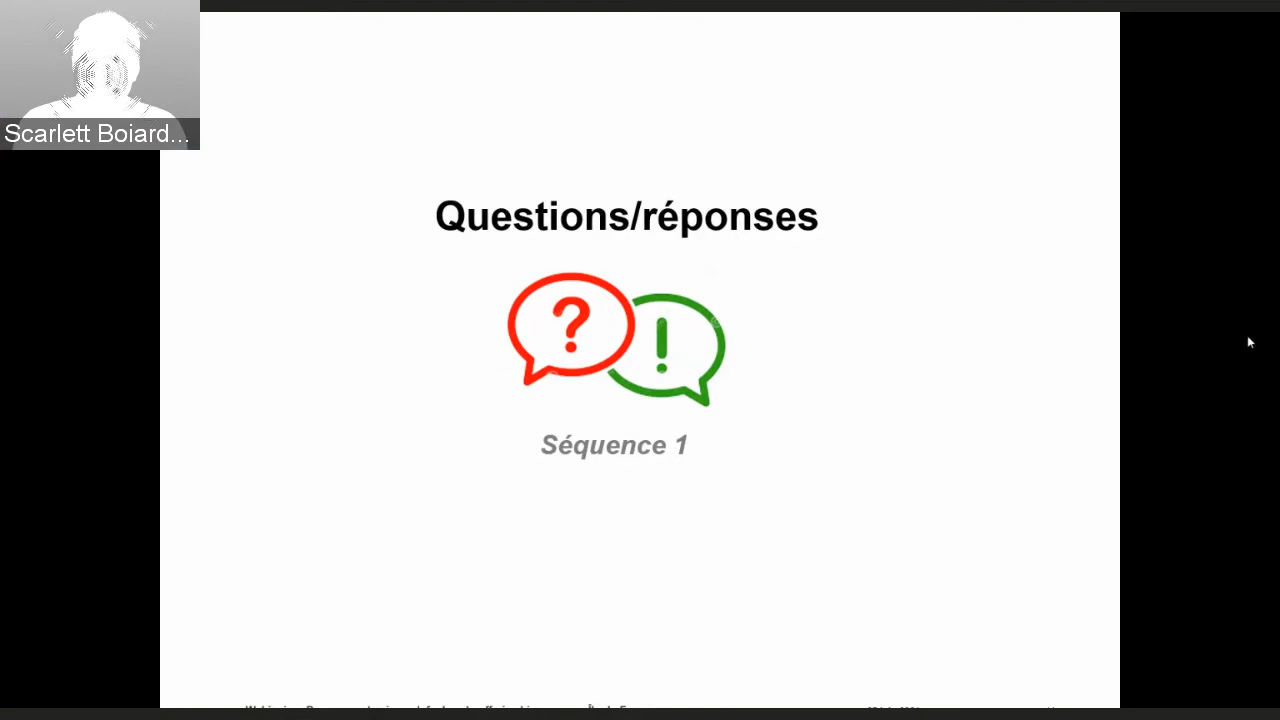 Scarlett Boiard...
Questions/réponses
?
!
Séquence 1